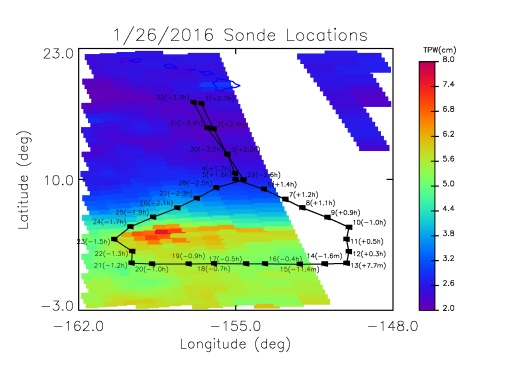 1/26/2016 Sonde Locations
TPW(cm)
23.0
10.0
-3.0
Latitude (deg)
-162.0
-155.0
-148.0
Longitude (deg)
8.0
7.4
6.8
6.2
5.6
5.0
4.4
3.8
3.2
2.6
2.0
6(+1.4h)
7(+1.2h)
8(+1.1h)
9(+0.9h)
10(-1.0h)
11(+0.5h)
12(+0.3h)
13(+7.7m)
14(-1.6m)
15(-11.4m)
16(-0.4h)
17(-0.5h)
18(-0.7h)
19(-0.9h)
20(-1.0h)
21(-1.2h)
22(-1.3h)
23(-1.5h)
24(-1.7h)
25(-1.9h)
26(-2.1h)
27(-2.3h)
28(-2.5h)